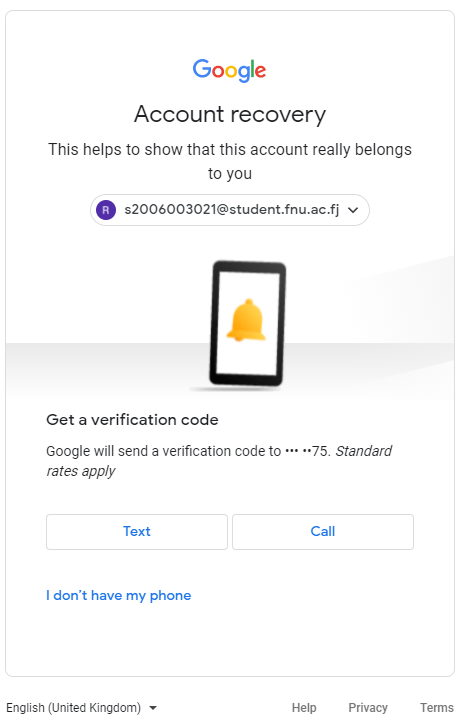 Google
Account recovery
This helps to show that this account really belongs
to you
R s2006003021@student.fnu.ac.fj
Get a verification code
Google will send a verification code to ••• ••75. Standard
rates apply
Text Call
I don't have my phone
English (United Kingdom) Help Privacy Terms